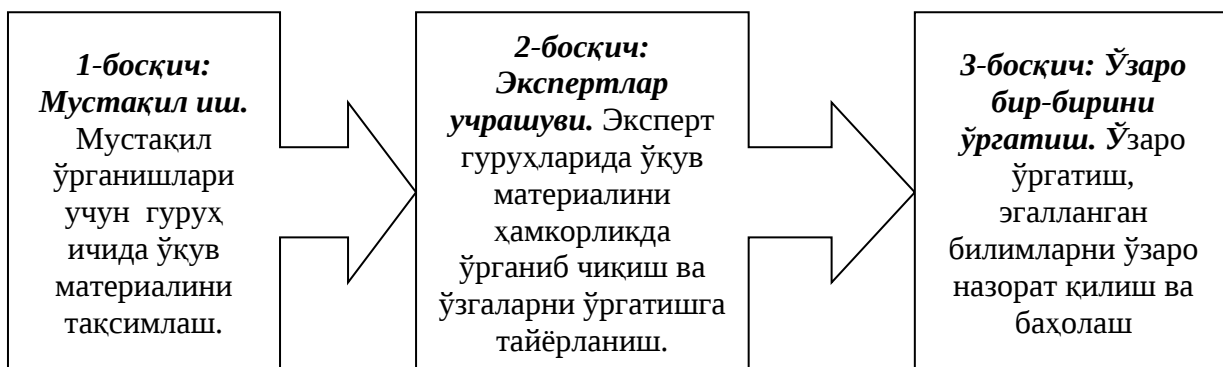 1-босқич:
Мустақил иш.
Мустақил
ўрганишлари
учун гуруҳ
ичида ўқув
материалини
тақсимлаш.
2-босқич:
Экспертлар
учрашуви. Эксперт
гуруҳларида ўқув
материалини
ҳамкорликда
ўрганиб чиқиш ва
ўзгаларни ўргатишга
тайёрланиш.
3-босқич: Ўзаро
бир-бирини
ўргатиш. Ўзаро
ўргатиш,
эгалланган
билимларни ўзаро
назорат қилиш ва
баҳолаш